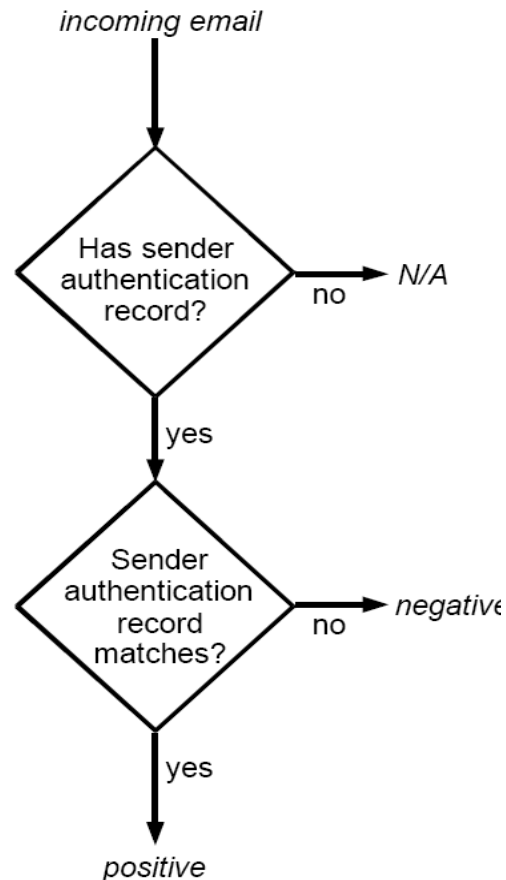 incoming email
Has sender
authentication
record?
no
N/A
yes
Sender
authentication
record
matches?
no
negative
yes
positive